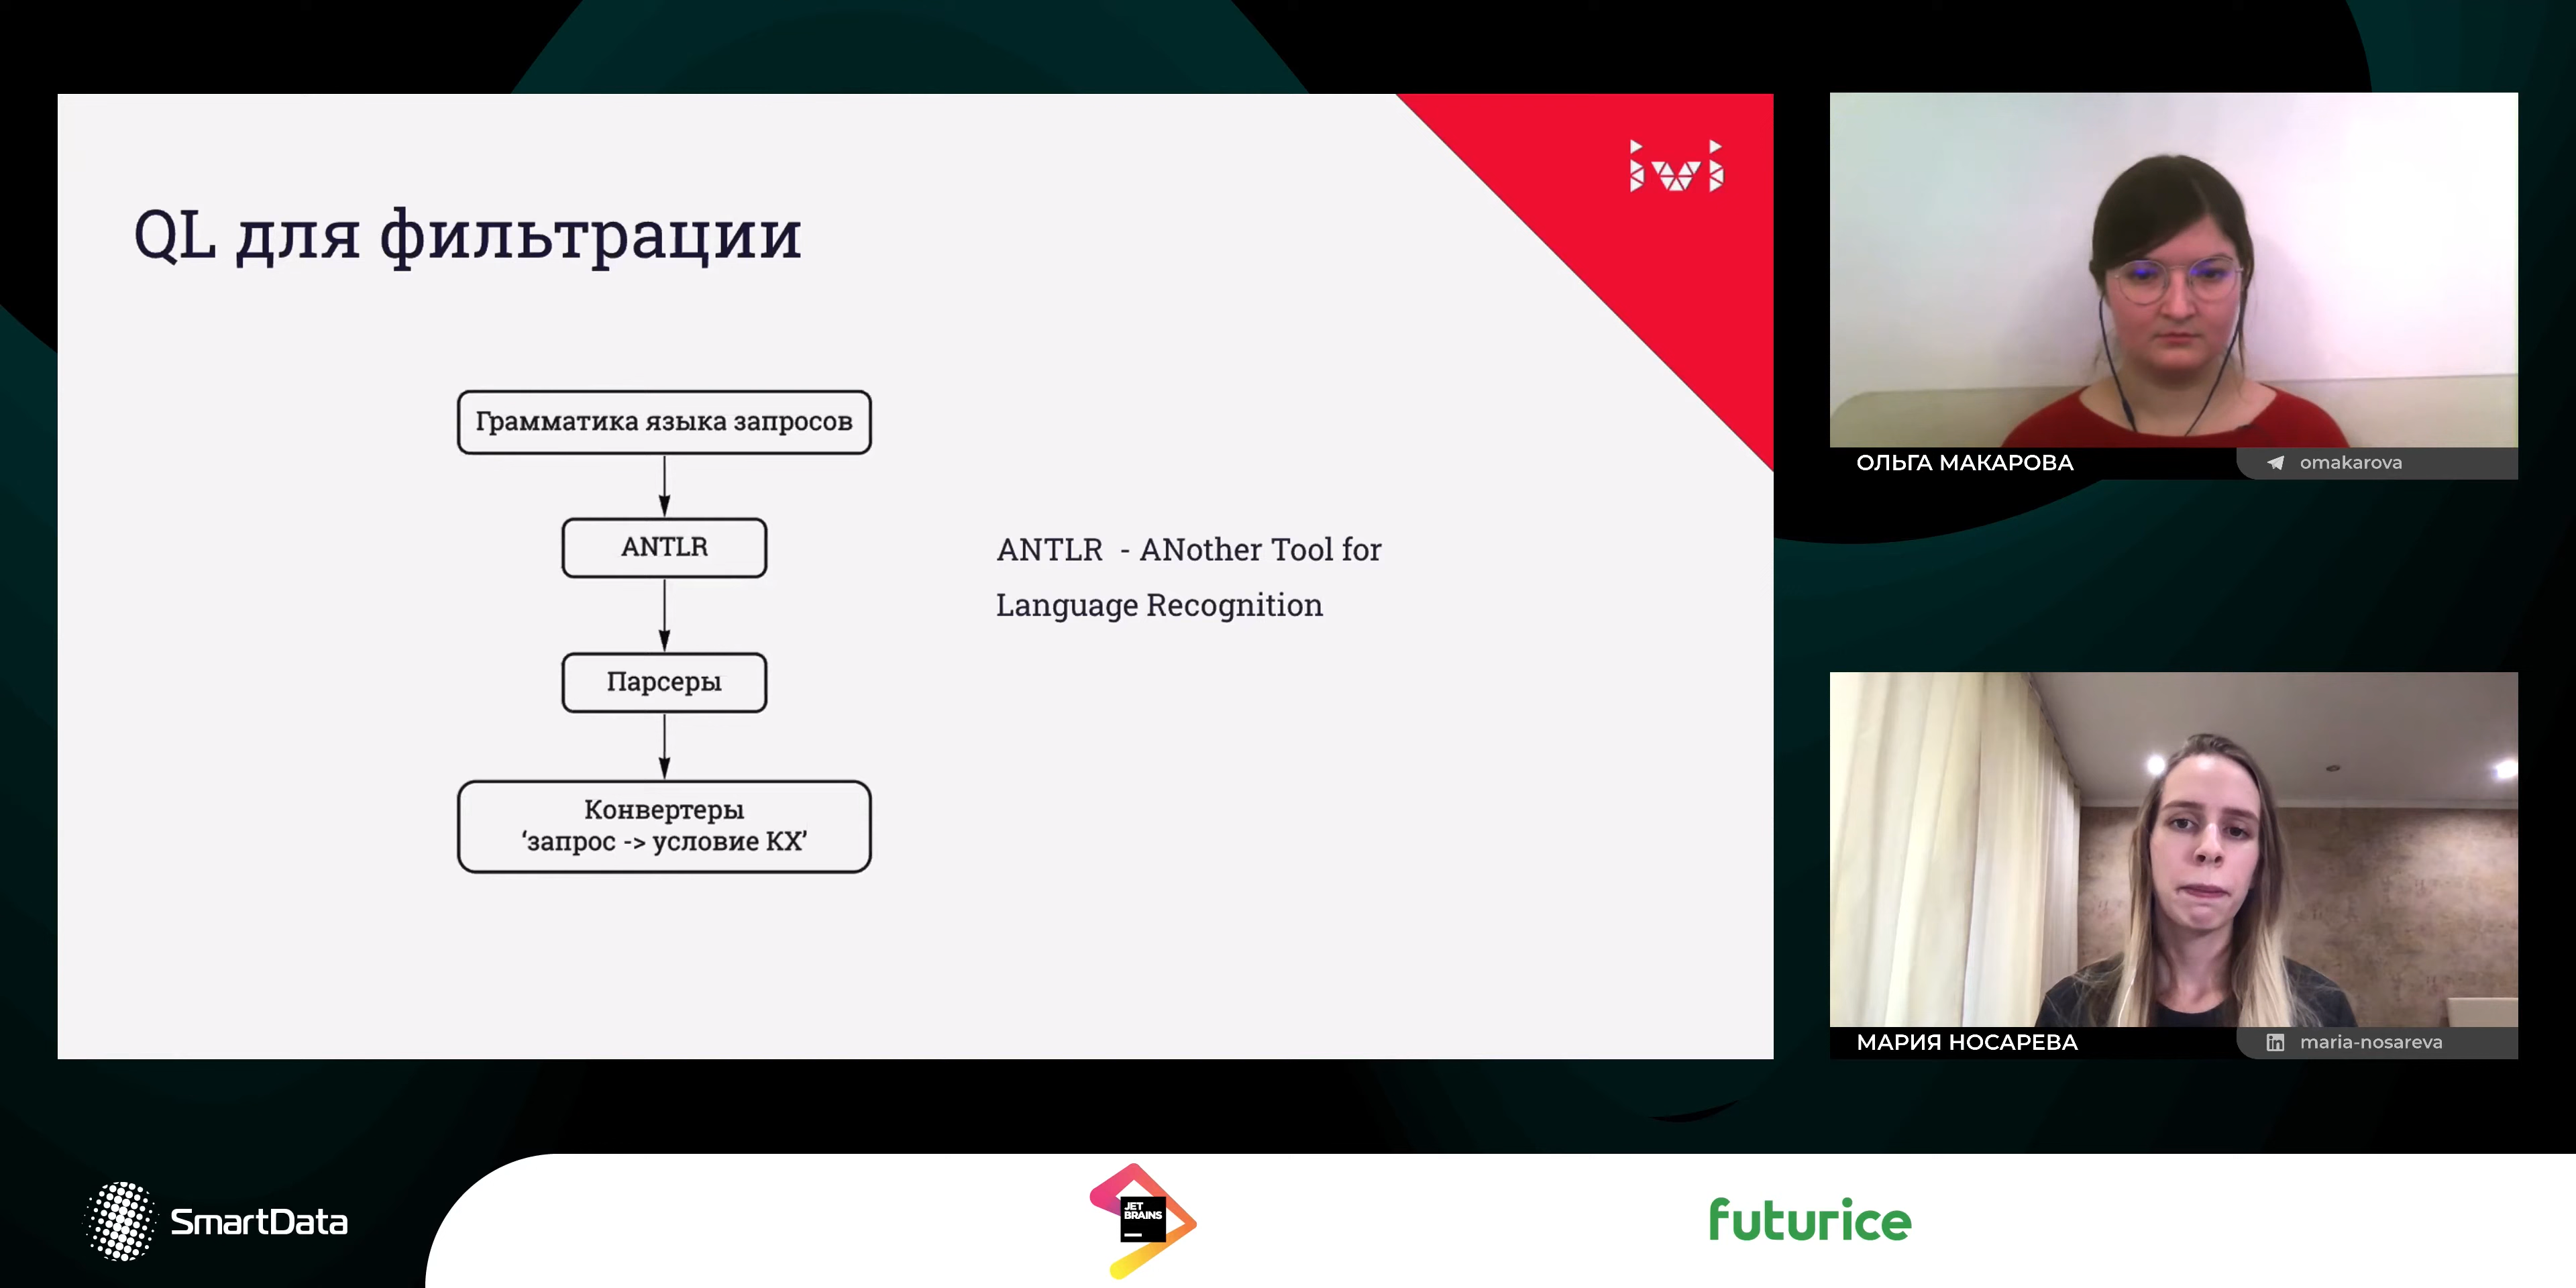 QL для фильтрации
ivi
Грамматика языка запросов
ANTLR
Парсеры
Конвертеры
‘запрос -> условие КХ’
ANTLR - ANother Tool for
Language Recognition
ОЛЬГА МАКАРОВА
omakarova
МАРИЯ НОСАРЕВА
in maria-nosareva
SmartData
JET
BRAINS
futurice